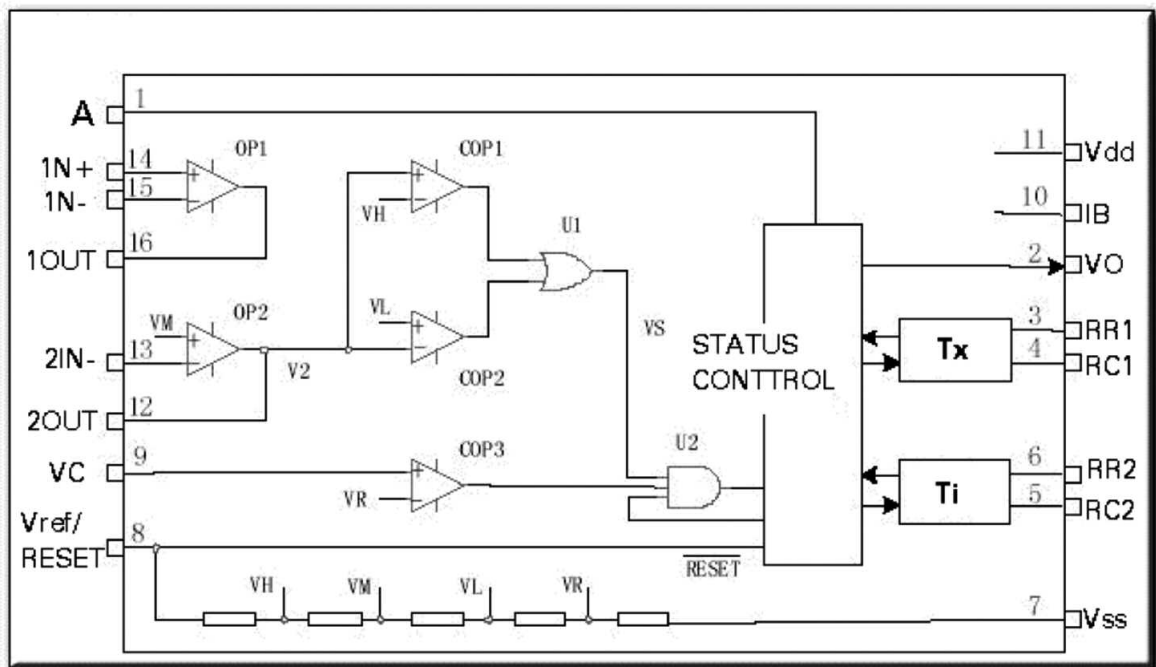 A
1
1N+
14
1N-
15
1OUT
16
OP1
+
-
VM
OP2
+
-
2IN-
13
V2
2OUT
12
COP1
+
-
VH
VL
+
-
COP2
U1
VS
VC
9
COP3
+
-
VR
U2
Vref/
RESET
8
RESET
STATUS
CONTTROL
11
Vdd
10
IB
2
VO
Tx
3
RR1
4
RC1
Ti
6
RR2
5
RC2
VH
VM
VL
VR
7
Vss